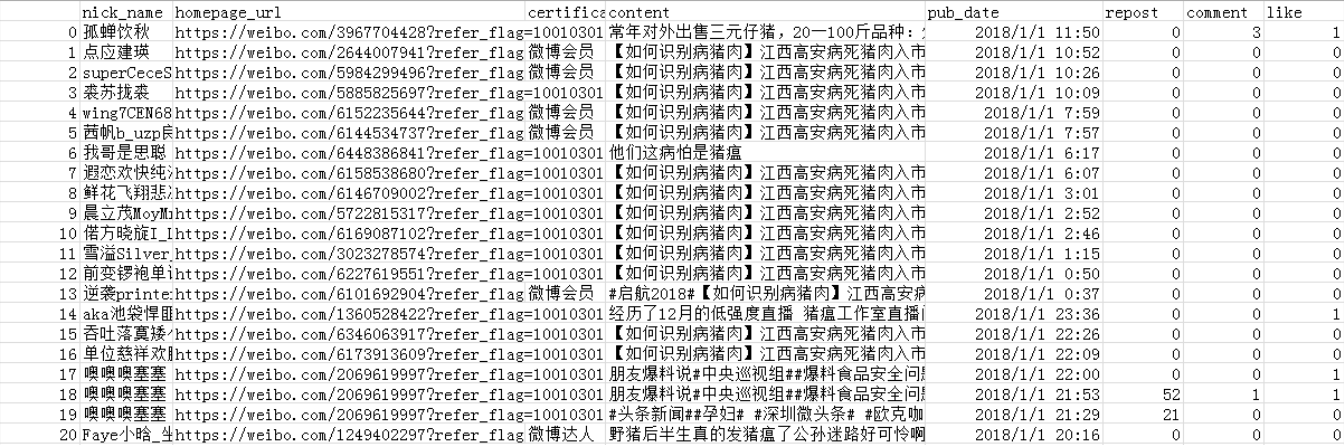 nick_name homepage_url certifica content pub_date repost comment like
0 孤蝉饮秋 https://weibo.com/3967704428?refer_flag=10010301 常年对外出售三元仔猪，20一100斤品种： 2018/1/1 11:50 0 3 1
1 点应建瑛 https://weibo.com/2644007941?refer_flag 微博会员 【如何识别病猪肉】江西高安病死猪肉入市 2018/1/1 10:52 0 0 0
2 superCeceS https://weibo.com/5984299496?refer_flag 微博会员 【如何识别病猪肉】江西高安病死猪肉入市 2018/1/1 10:26 0 0 0
3 裘苏拢裘 https://weibo.com/5885825697?refer_flag 微博会员 【如何识别病猪肉】江西高安病死猪肉入市 2018/1/1 10:09 0 0 0
4 wing7CEN68 https://weibo.com/6152235644?refer_flag 微博会员 【如何识别病猪肉】江西高安病死猪肉入市 2018/1/1 7:59 0 0 0
5 茜帆b_uzp https://weibo.com/6144534737?refer_flag 微博会员 【如何识别病猪肉】江西高安病死猪肉入市 2018/1/1 7:57 0 0 0
6 我哥是思聪 https://weibo.com/6448386841?refer_flag=10010301 他们这病怕是猪瘟 2018/1/1 6:17 0 0 0
7 遐恋欢快纯 https://weibo.com/6158538680?refer_flag=10010301 【如何识别病猪肉】江西高安病死猪肉入市 2018/1/1 6:07 0 0 0
8 鲜花飞翔悲 https://weibo.com/6146709002?refer_flag=10010301 【如何识别病猪肉】江西高安病死猪肉入市 2018/1/1 3:01 0 0 0
9 晨立茂MoyM https://weibo.com/5722815317?refer_flag=10010301 【如何识别病猪肉】江西高安病死猪肉入市 2018/1/1 2:52 0 0 0
10 偌方晓旋I_I https://weibo.com/6169087102?refer_flag=10010301 【如何识别病猪肉】江西高安病死猪肉入市 2018/1/1 2:46 0 0 0
11 雪溢Silver https://weibo.com/3023278574?refer_flag=10010301 【如何识别病猪肉】江西高安病死猪肉入市 2018/1/1 1:15 0 0 0
12 前变锣袍单 https://weibo.com/6227619551?refer_flag=10010301 【如何识别病猪肉】江西高安病死猪肉入市 2018/1/1 0:50 0 0 0
13 逆袭printe https://weibo.com/6101692904?refer_flag 微博会员 #启航2018#【如何识别病猪肉】江西高安病 2018/1/1 0:37 0 0 0
14 aka池袋悍匪 https://weibo.com/1360528422?refer_flag=10010301 经历了12月的低强度直播 猪瘟工作室直播 2018/1/1 23:36 0 0 1
15 吞吐落寞矮 https://weibo.com/6346063917?refer_flag=10010301 【如何识别病猪肉】江西高安病死猪肉入市 2018/1/1 22:26 0 0 0
16 单位慈祥欢 https://weibo.com/6173913609?refer_flag=10010301 【如何识别病猪肉】江西高安病死猪肉入市 2018/1/1 22:09 0 0 0
17 噢噢噢塞塞 https://weibo.com/2069619997?refer_flag=10010301 朋友爆料说#中央巡视组##爆料食品安全问 2018/1/1 22:00 0 0 1
18 噢噢噢塞塞 https://weibo.com/2069619997?refer_flag=10010301 朋友爆料说#中央巡视组##爆料食品安全问 2018/1/1 21:53 52 1 1
19 噢噢噢塞塞 https://weibo.com/2069619997?refer_flag=10010301 #头条新闻##孕妇# #深圳微头条# #欧克咖 2018/1/1 21:29 21 0 0
20 Faye小晗_ https://weibo.com/1249402297?refer_flag 微博达人 野猪后半生真的发猪瘟了公孙迷路好可怜啊 2018/1/1 20:16 0 0 0